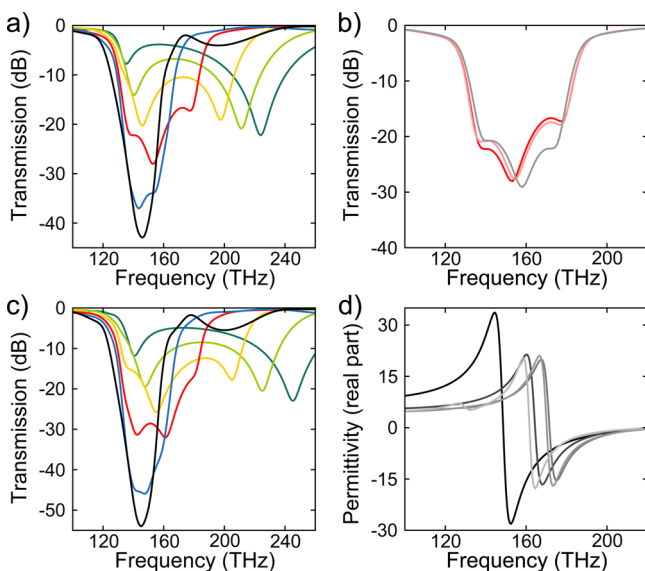 a)
Transmission (dB)
0
-10
-20
-30
-40
120 160 200 240
Frequency (THz)
b)
Transmission (dB)
0
-10
-20
-30
-40
120 160 200
Frequency (THz)
c)
Transmission (dB)
0
-10
-20
-30
-40
-50
120 160 200 240
Frequency (THz)
d)
Permittivity (real part)
30
15
0
-15
-30
120 160 200
Frequency (THz)